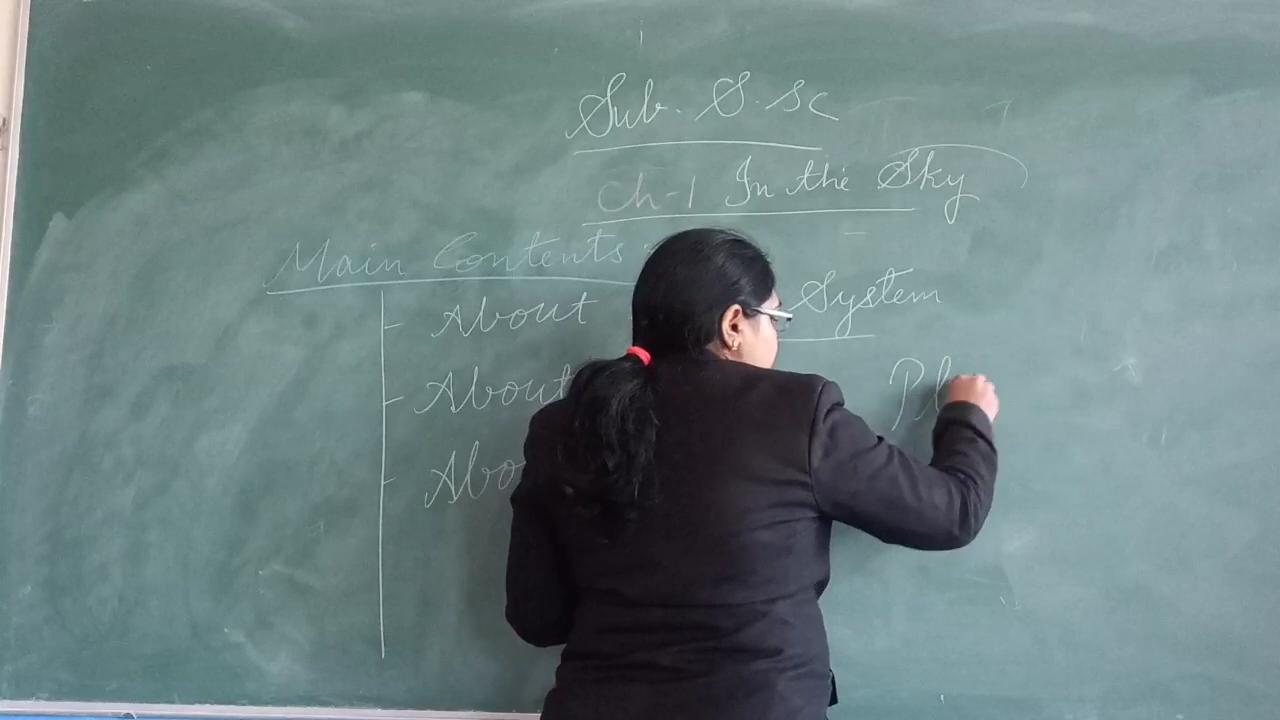 Sub. S.sc
Ch-1 In the Sky
Main Contents
- About System
- About Pl
- Abo